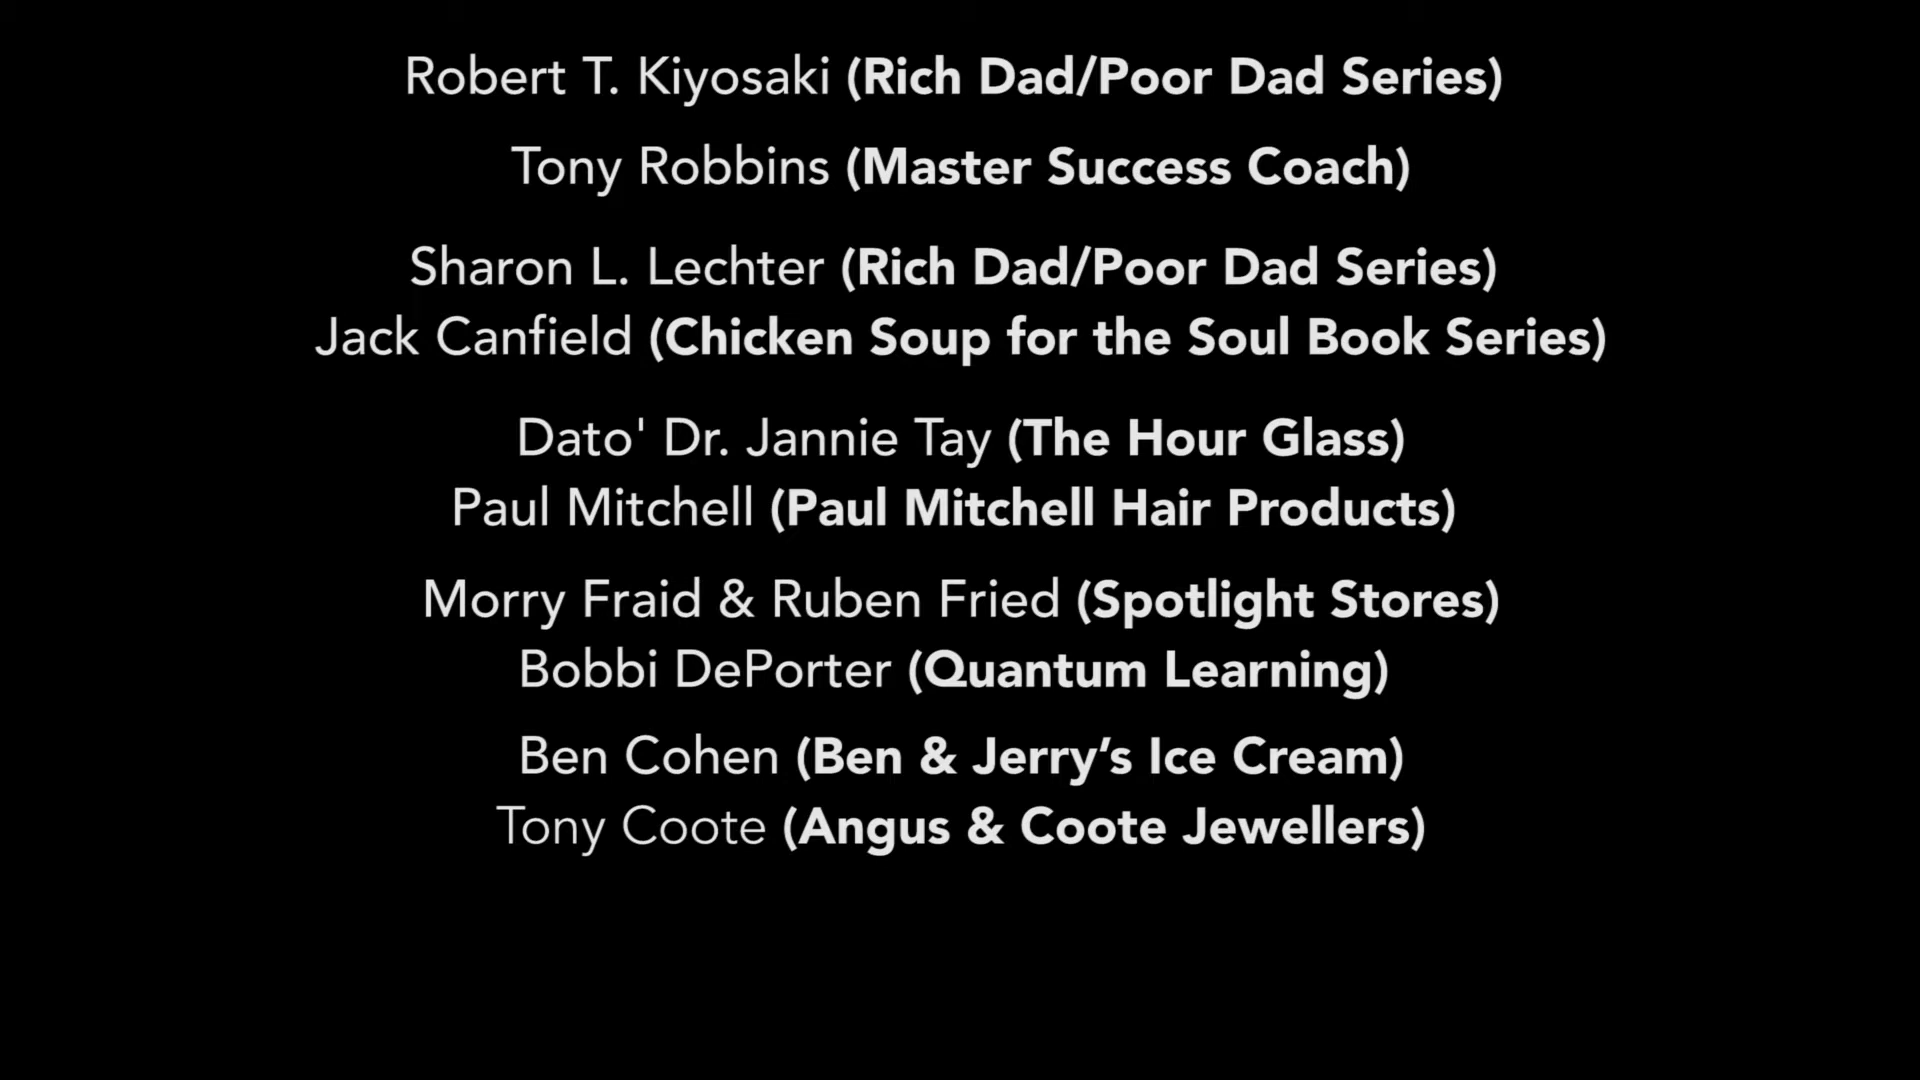 Robert T. Kiyosaki (Rich Dad/Poor Dad Series)
Tony Robbins (Master Success Coach)
Sharon L. Lechter (Rich Dad/Poor Dad Series)
Jack Canfield (Chicken Soup for the Soul Book Series)
Dato' Dr. Jannie Tay (The Hour Glass)
Paul Mitchell (Paul Mitchell Hair Products)
Morry Fraid & Ruben Fried (Spotlight Stores)
Bobbi DePorter (Quantum Learning)
Ben Cohen (Ben & Jerry’s Ice Cream)
Tony Coote (Angus & Coote Jewellers)